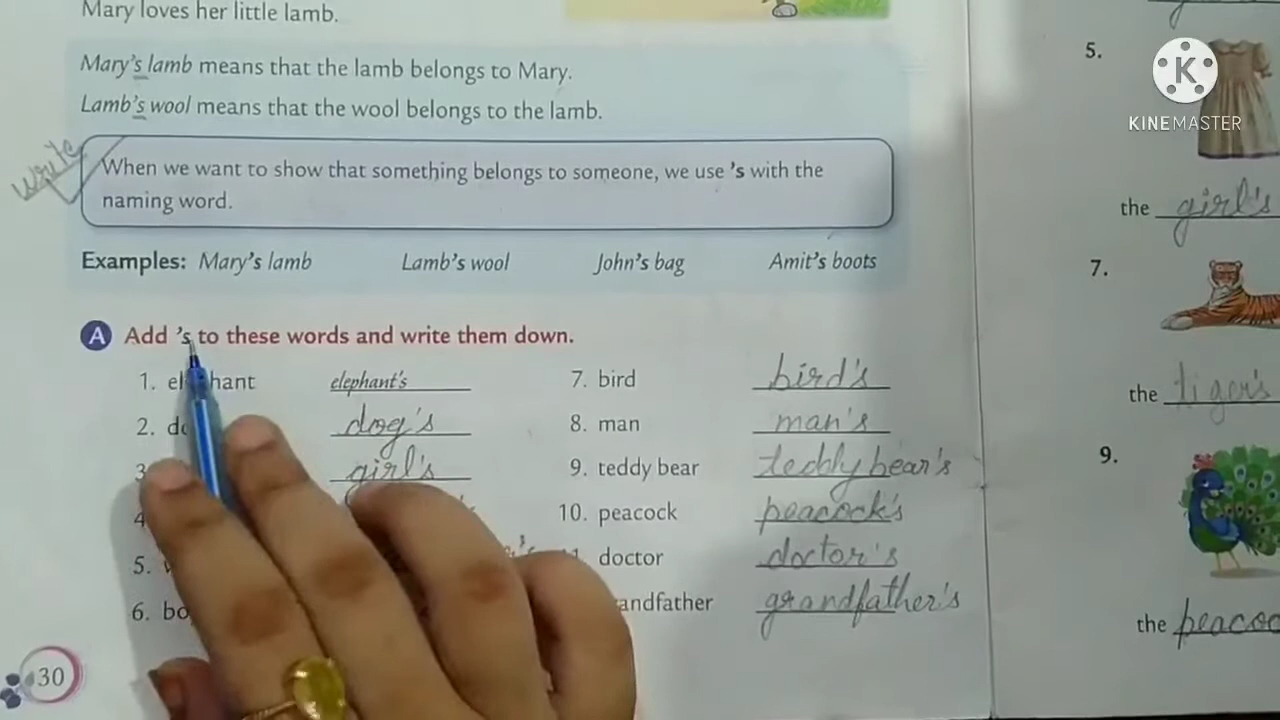 Mary loves her little lamb.
Mary's lamb means that the lamb belongs to Mary.
Lamb's wool means that the wool belongs to the lamb.
write
When we want to show that something belongs to someone, we use 's with the
naming word.
Examples: Mary's lamb Lamb's wool John's bag Amit's boots
A Add 's to these words and write them down.
1. elephant elephant's
2. dog's
girl's
4
5.
6.
7. bird bird's
8. man man's
9. teddy bear teddy bear's
10. peacock peacock's
doctor doctor's
grandfather's
30
5.
KINEMASTER
the girl's
7.
the tiger's
9.
the